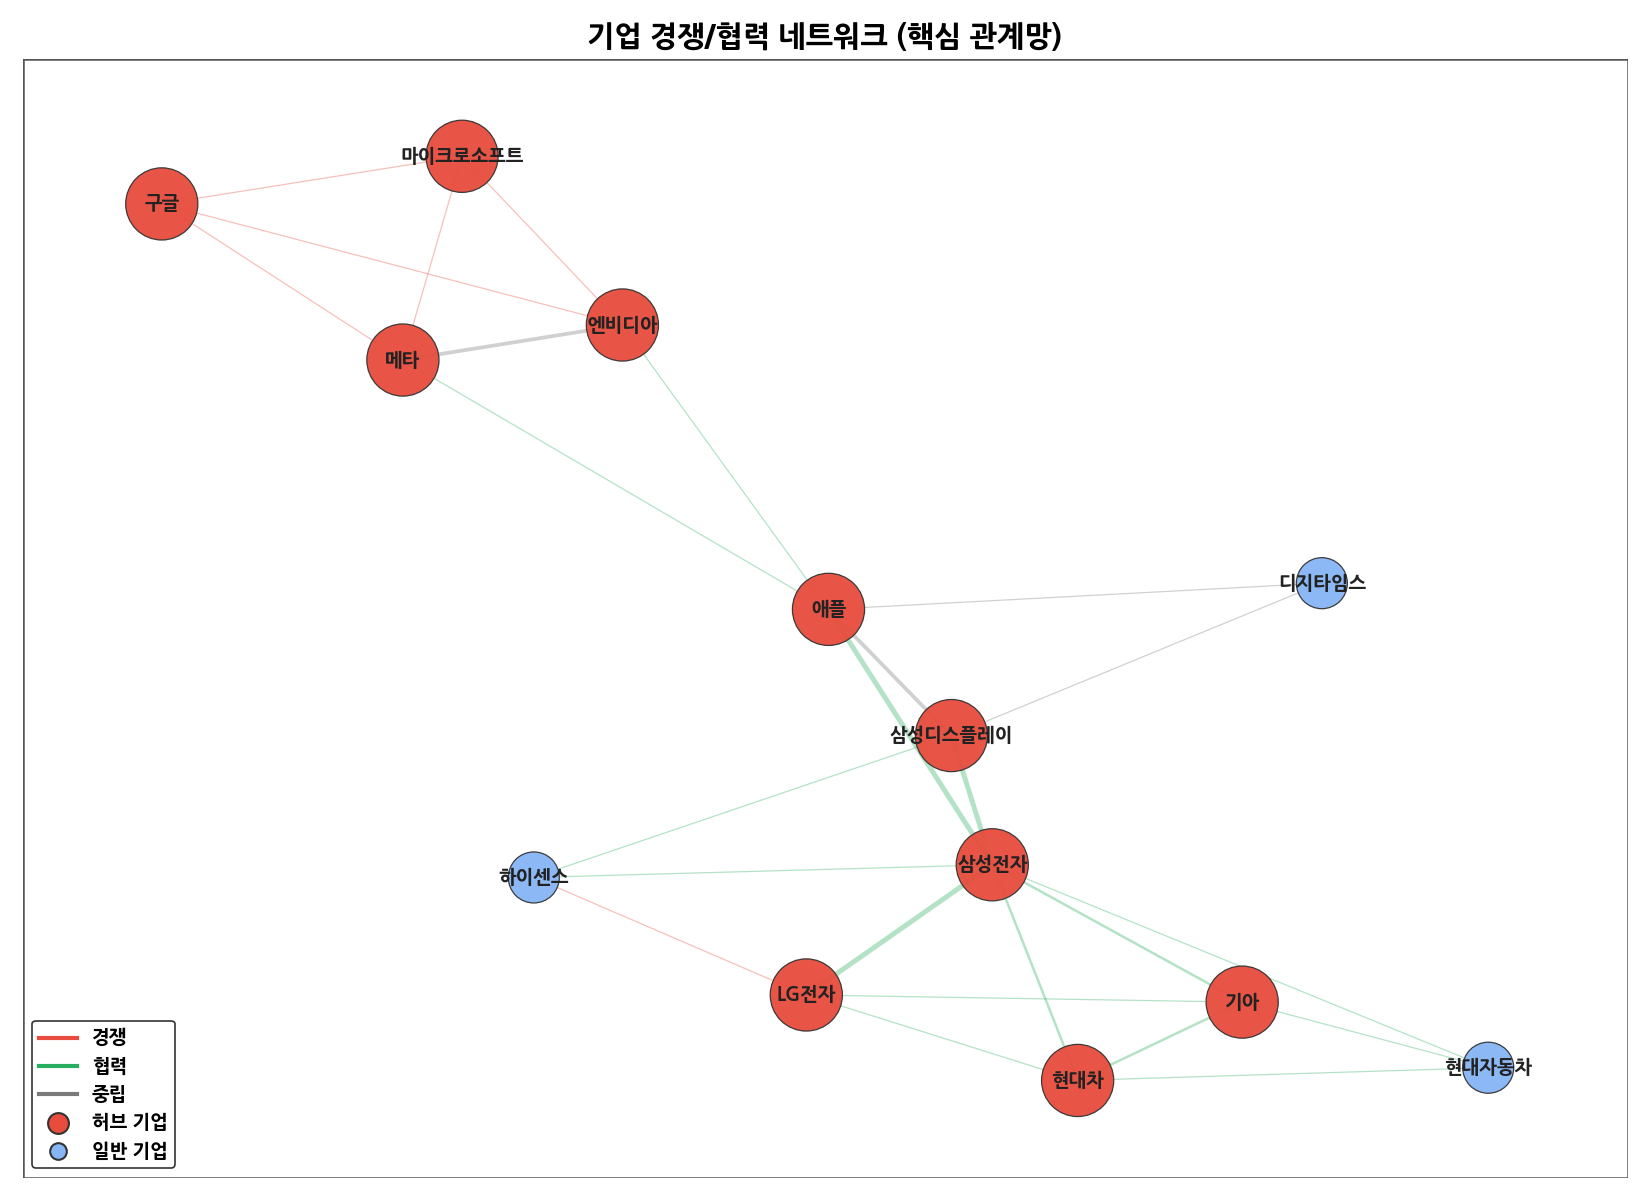 기업 경쟁/협력 네트워크 (핵심 관계망)
마이크로소프트
구글
엔비디아
메타
디지타임스
애플
삼성디스플레이
삼성전자
하이센스
LG전자
기아
현대차
현대자동차
경쟁
협력
중립
허브 기업
일반 기업